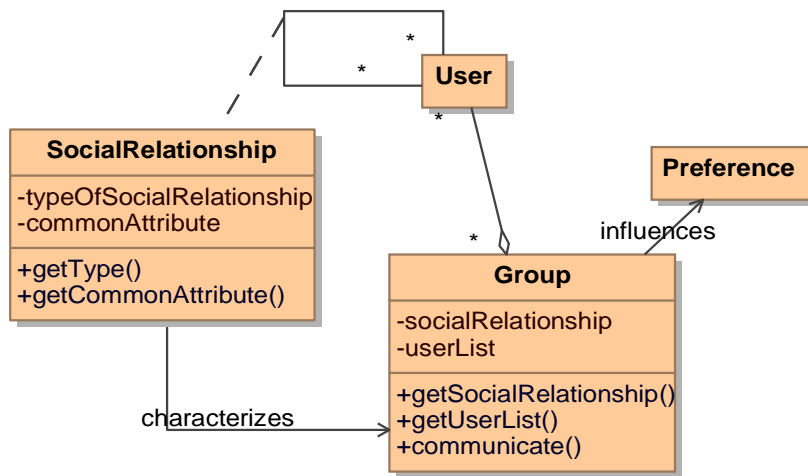 *
*
User
*
SocialRelationship
-typeOfSocialRelationship
-commonAttribute
+getType()
+getCommonAttribute()
Preference
influences
*
Group
-socialRelationship
-userList
+getSocialRelationship()
+getUserList()
+communicate()
characterizes